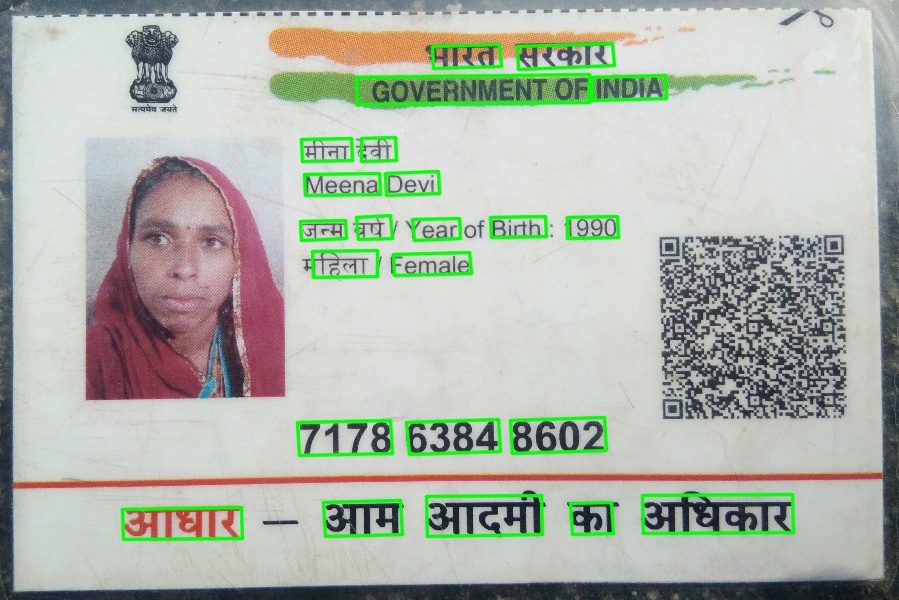 भारत सरकार
GOVERNMENT OF INDIA
सत्यमेव जयते
मीना देवी
Meena Devi
जन्म वर्ष / Year of Birth : 1990
महिला / Female
7178 6384 8602
आधार — आम आदमी का अधिकार